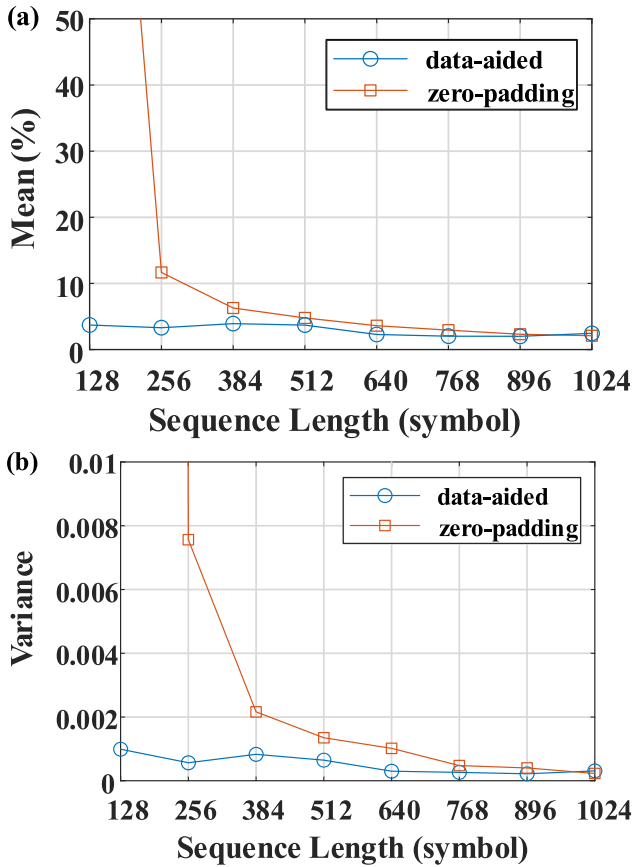 (a)
50
40
30
20
10
0
Mean (%)
data-aided
zero-padding
128 256 384 512 640 768 896 1024
Sequence Length (symbol)
(b)
0.01
0.008
0.006
0.004
0.002
0
Variance
data-aided
zero-padding
128 256 384 512 640 768 896 1024
Sequence Length (symbol)